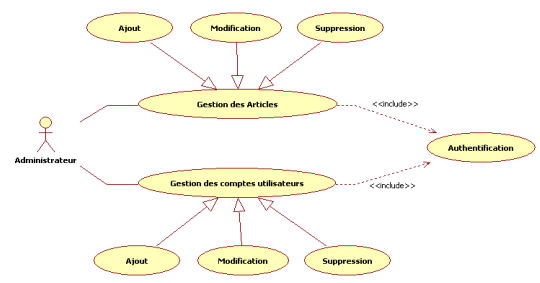 Ajout
Modification
Suppression
Gestion des Articles
<<include>>
Authentification
Administrateur
Gestion des comptes utilisateurs
<<include>>
Ajout
Modification
Suppression